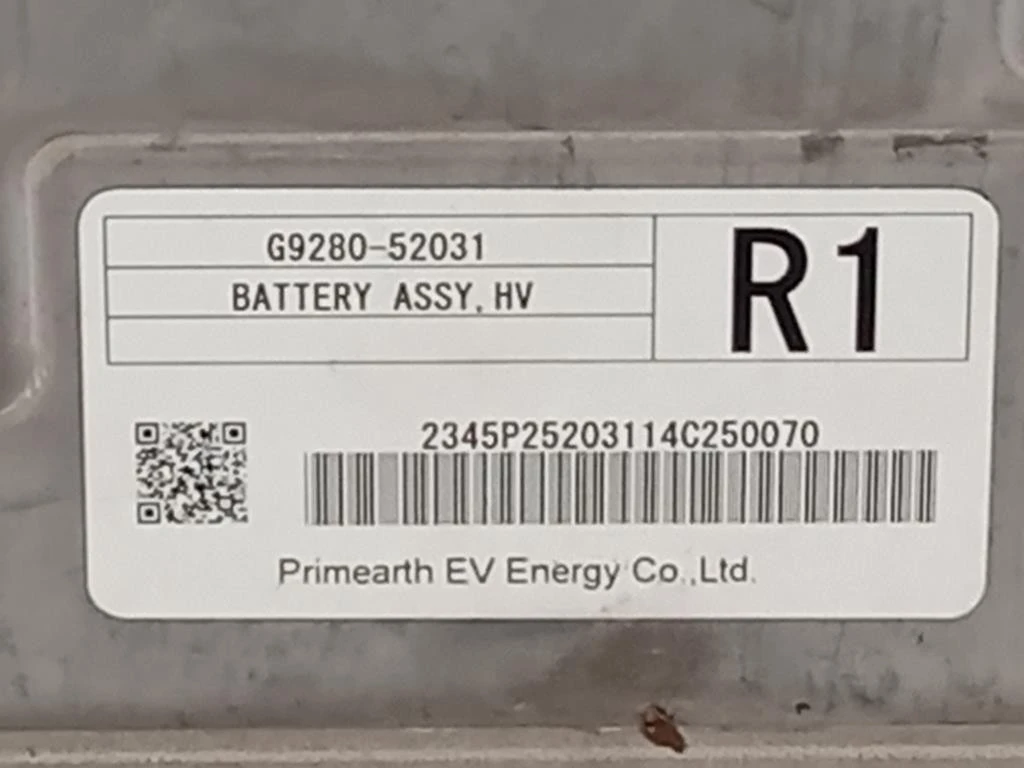 G9280-52031
BATTERY ASSY,HV
R1
2345P25203114C250070
Primearth EV Energy Co.,Ltd.